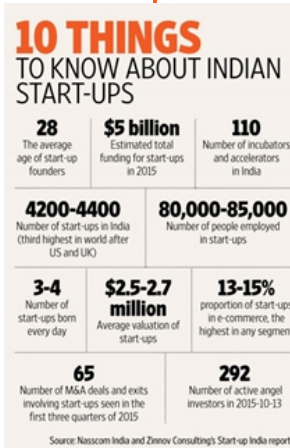 10 THINGS
TO KNOW ABOUT INDIAN
START-UPS
28
The average
age of start-up
founders
$5 billion
Estimated total
funding for start-ups
in 2015
110
Number of incubators
and accelerators
in India
4200-4400
Number of start-ups in India
(third highest in world after
US and UK)
80,000-85,000
Number of people employed
in start-ups
3-4
Number of
start-ups born
every day
$2.5-2.7
million
Average valuation of
start-ups
13-15%
proportion of start-ups
in e-commerce, the
highest in any segment
65
Number of M&A deals and exits
involving start-ups seen in the
first three quarters of 2015
292
Number of active angel
investors in 2015-10-13
Source: Nasscom India and Zinnov Consulting's Start-up India report